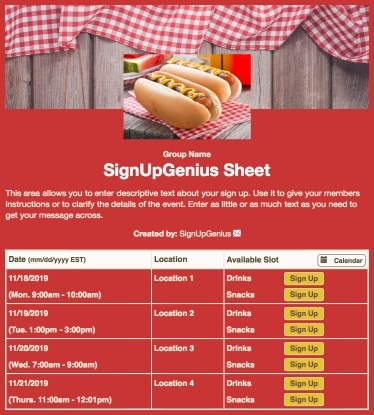 Group Name
SignUpGenius Sheet
This area allows you to enter descriptive text about your sign up. Use it to give your members
instructions or to clarify the details of the event. Enter as little or as much text as you need to
get your message across.
Created by: SignUpGenius
Date (mm/dd/yyyy EST) Location Available Slot Calendar
11/18/2019 Location 1 Drinks Sign Up
(Mon. 9:00am - 10:00am) Snacks Sign Up
11/19/2019 Location 2 Drinks Sign Up
(Tue. 1:00pm - 3:00pm) Snacks Sign Up
11/20/2019 Location 3 Drinks Sign Up
(Wed. 7:00am - 9:00am) Snacks Sign Up
11/21/2019 Location 4 Drinks Sign Up
(Thurs. 11:00am - 12:01pm) Snacks Sign Up